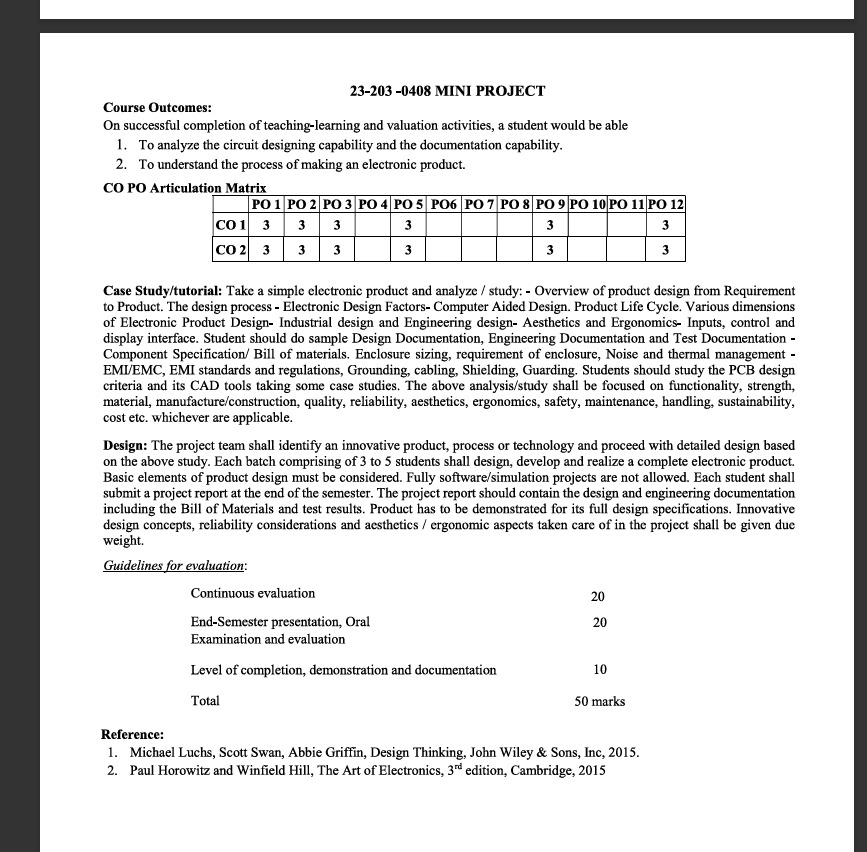 23-203 -0408 MINI PROJECT
Course Outcomes:
On successful completion of teaching-learning and valuation activities, a student would be able
1. To analyze the circuit designing capability and the documentation capability.
2. To understand the process of making an electronic product.
CO PO Articulation Matrix
PO 1 PO 2 PO 3 PO 4 PO 5 PO6 PO 7 PO 8 PO 9 PO 10 PO 11 PO 12
CO 1 3 3 3 3 3 3
CO 2 3 3 3 3 3 3
Case Study/tutorial: Take a simple electronic product and analyze / study: - Overview of product design from Requirement
to Product. The design process - Electronic Design Factors- Computer Aided Design. Product Life Cycle. Various dimensions
of Electronic Product Design- Industrial design and Engineering design- Aesthetics and Ergonomics- Inputs, control and
display interface. Student should do sample Design Documentation, Engineering Documentation and Test Documentation -
Component Specification/ Bill of materials. Enclosure sizing, requirement of enclosure, Noise and thermal management -
EMI/EMC, EMI standards and regulations, Grounding, cabling, Shielding, Guarding. Students should study the PCB design
criteria and its CAD tools taking some case studies. The above analysis/study shall be focused on functionality, strength,
material, manufacture/construction, quality, reliability, aesthetics, ergonomics, safety, maintenance, handling, sustainability,
cost etc. whichever are applicable.
Design: The project team shall identify an innovative product, process or technology and proceed with detailed design based
on the above study. Each batch comprising of 3 to 5 students shall design, develop and realize a complete electronic product.
Basic elements of product design must be considered. Fully software/simulation projects are not allowed. Each student shall
submit a project report at the end of the semester. The project report should contain the design and engineering documentation
including the Bill of Materials and test results. Product has to be demonstrated for its full design specifications. Innovative
design concepts, reliability considerations and aesthetics / ergonomic aspects taken care of in the project shall be given due
weight.
Guidelines for evaluation:
Continuous evaluation 20
End-Semester presentation, Oral 20
Examination and evaluation
Level of completion, demonstration and documentation 10
Total 50 marks
Reference:
1. Michael Luchs, Scott Swan, Abbie Griffin, Design Thinking, John Wiley & Sons, Inc, 2015.
2. Paul Horowitz and Winfield Hill, The Art of Electronics, 3rd edition, Cambridge, 2015